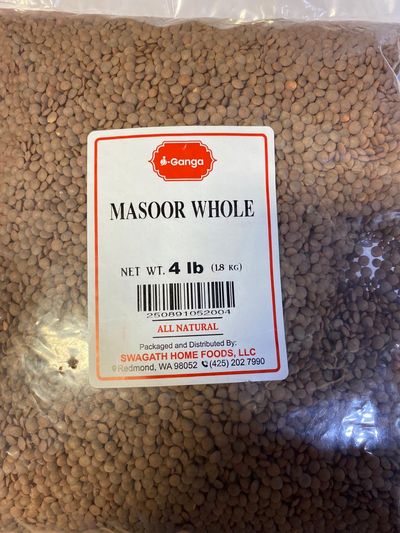 i-Ganga
MASOOR WHOLE
NET WT. 4 lb (1.8 KG)
250891052004
ALL NATURAL
Packaged and Distributed By:
SWAGATH HOME FOODS, LLC
Redmond, WA 98052 (425) 202 7990